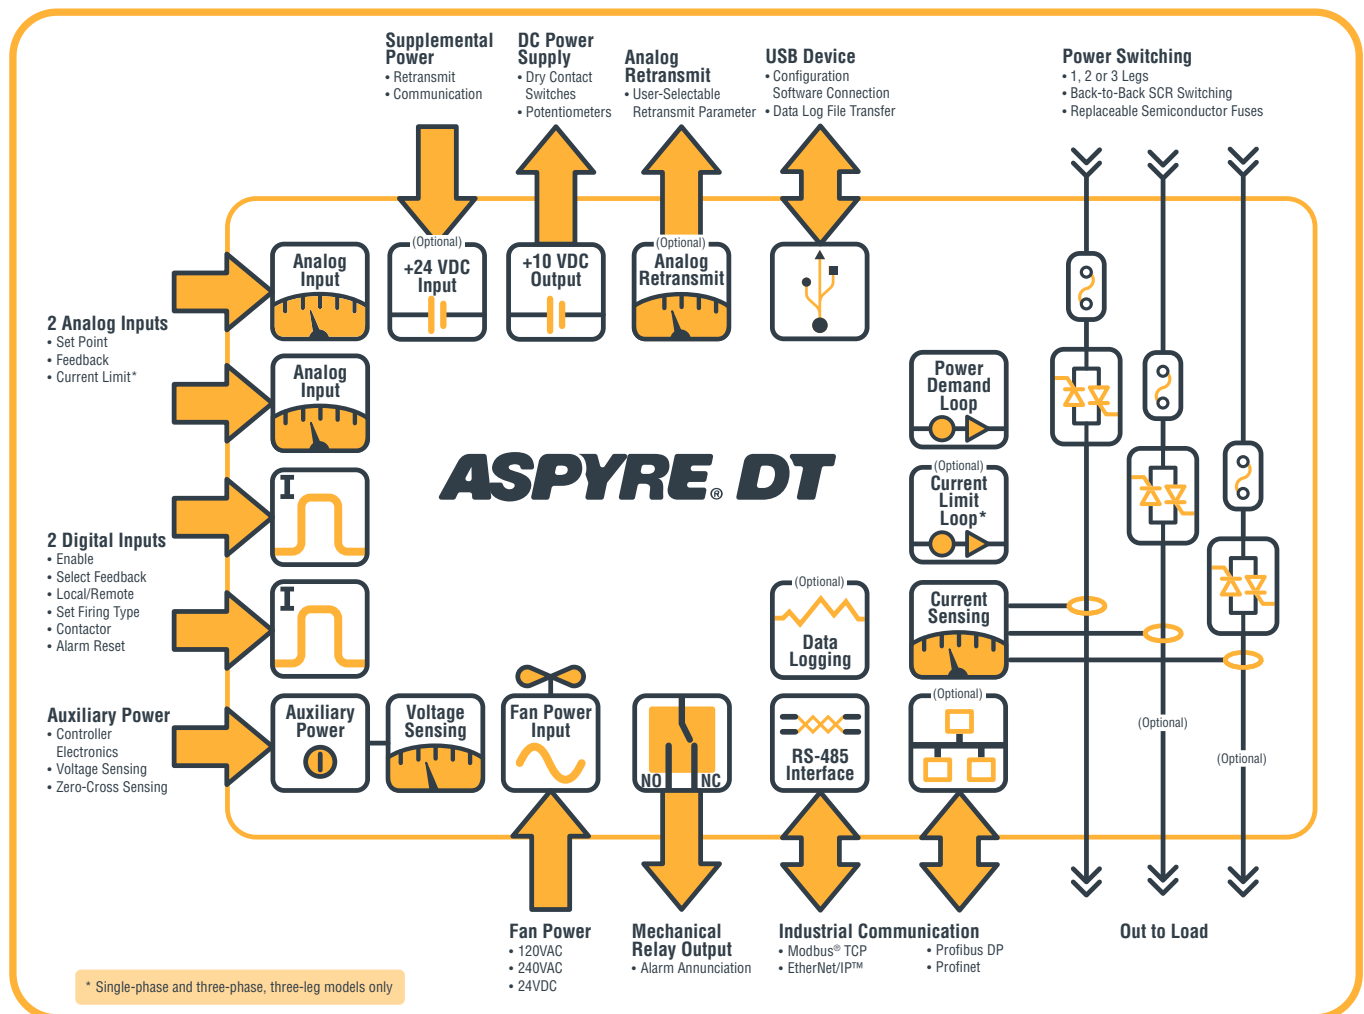 Supplemental
Power
• Retransmit
• Communication
DC Power
Supply
• Dry Contact
Switches
• Potentiometers
Analog
Retransmit
• User-Selectable
Retransmit Parameter
USB Device
• Configuration
Software Connection
• Data Log File Transfer
Power Switching
• 1, 2 or 3 Legs
• Back-to-Back SCR Switching
• Replaceable Semiconductor Fuses
2 Analog Inputs
• Set Point
• Feedback
• Current Limit*
2 Digital Inputs
• Enable
• Select Feedback
• Local/Remote
• Set Firing Type
• Contactor
• Alarm Reset
Auxiliary Power
• Controller
Electronics
• Voltage Sensing
• Zero-Cross Sensing
Analog
Input
(Optional)
+24 VDC
Input
+10 VDC
Output
(Optional)
Analog
Retransmit
Analog
Input
Power
Demand
Loop
ASPYRE® DT
(Optional)
Current
Limit
Loop*
I
I
(Optional)
Data
Logging
Current
Sensing
Auxiliary
Power
Voltage
Sensing
Fan Power
Input
NO
NC
RS-485
Interface
(Optional)
(Optional)
(Optional)
Fan Power
• 120VAC
• 240VAC
• 24VDC
Mechanical
Relay Output
• Alarm Annunciation
Industrial Communication
• Modbus® TCP
• EtherNet/IP™
• Profibus DP
• Profinet
Out to Load
* Single-phase and three-phase, three-leg models only